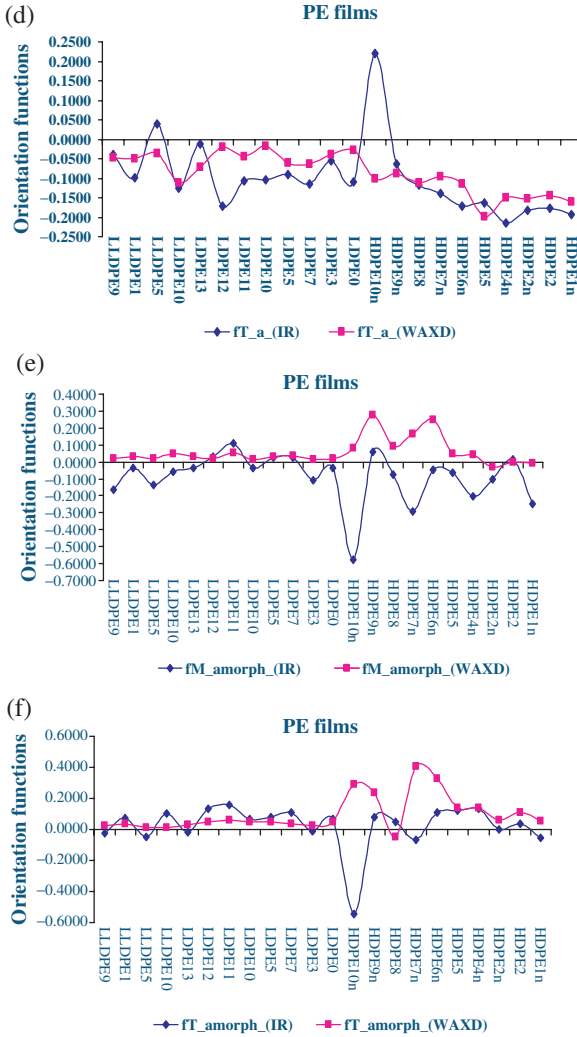 (d)
PE films
Orientation functions
0.2500
0.2000
0.1500
0.1000
0.0500
0.0000
−0.0500
−0.1000
−0.1500
−0.2000
−0.2500
LLDPE9
LLDPE1
LLDPE5
LLDPE10
LDPE13
LDPE12
LDPE11
LDPE10
LDPE5
LDPE7
LDPE3
LDPE0
HDPE10n
HDPE9n
HDPE8
HDPE7n
HDPE6n
HDPE5
HDPE4n
HDPE2n
HDPE2
HDPE1n
fT_a_(IR) fT_a_(WAXD)
(e)
PE films
Orientation functions
0.4000
0.3000
0.2000
0.1000
0.0000
−0.1000
−0.2000
−0.3000
−0.4000
−0.5000
−0.6000
−0.7000
LLDPE9
LLDPE1
LLDPE5
LLDPE10
LDPE13
LDPE12
LDPE11
LDPE10
LDPE5
LDPE7
LDPE3
LDPE0
HDPE10n
HDPE9n
HDPE8
HDPE7n
HDPE6n
HDPE5
HDPE4n
HDPE2n
HDPE2
HDPE1n
fM_amorph_(IR) fM_amorph_(WAXD)
(f)
PE films
Orientation functions
0.6000
0.4000
0.2000
0.0000
−0.2000
−0.4000
−0.6000
LLDPE9
LLDPE1
LLDPE5
LLDPE10
LDPE13
LDPE12
LDPE11
LDPE10
LDPE5
LDPE7
LDPE3
LDPE0
HDPE10n
HDPE9n
HDPE8
HDPE7n
HDPE6n
HDPE5
HDPE4n
HDPE2n
HDPE2
HDPE1n
fT_amorph_(IR) fT_amorph_(WAXD)